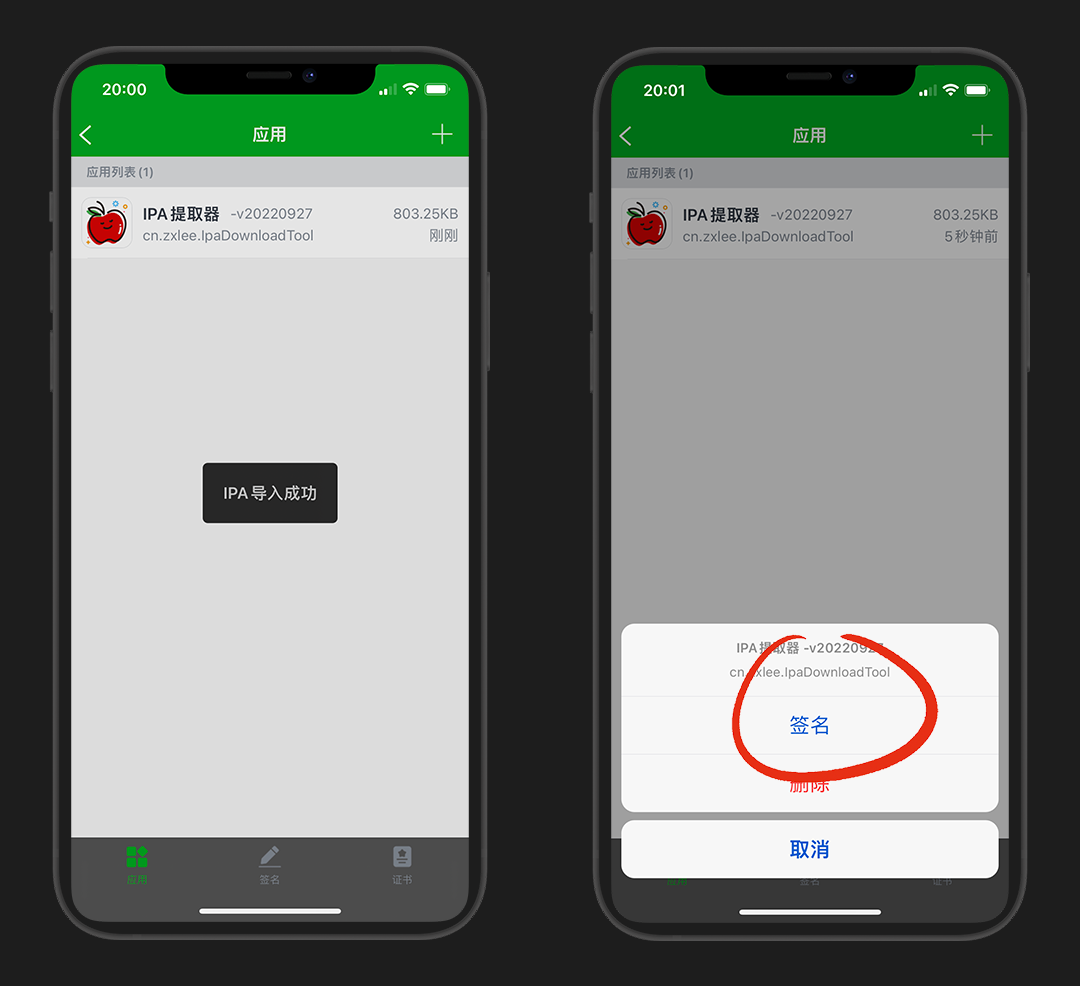 20:00
应用
应用列表 (1)
IPA 提取器 -v20220927 803.25KB
cn.zxlee.IpaDownloadTool 刚刚
IPA 导入成功
应用 签名 证书
20:01
应用
应用列表 (1)
IPA 提取器 -v20220927 803.25KB
cn.zxlee.IpaDownloadTool 5 秒钟前
IPA 提取器 -v20220927
cn.zxlee.IpaDownloadTool
签名
删除
取消
应用 签名 证书